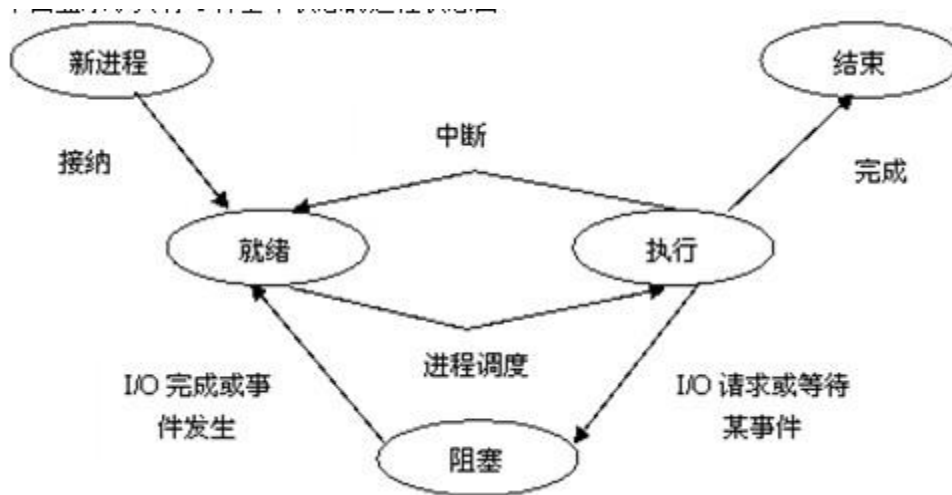 新进程
结束
中断
接纳
完成
就绪
执行
进程调度
I/O 完成或事
件发生
I/O 请求或等待
某事件
阻塞